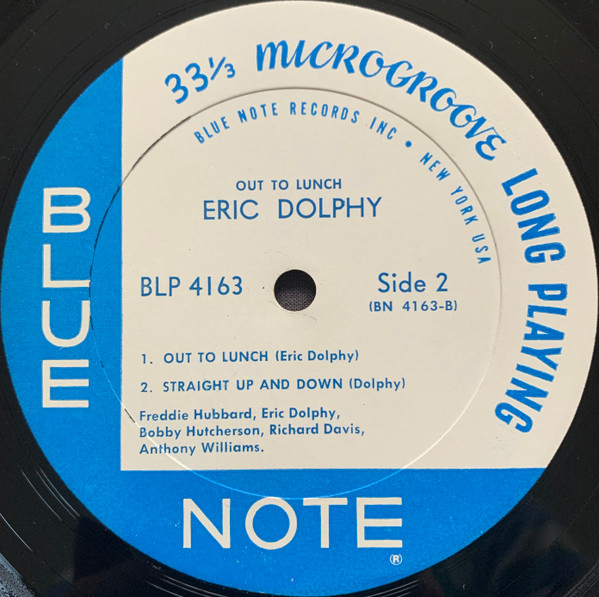 33⅓ MICROGROOVE LONG PLAYING
BLUE NOTE RECORDS INC • NEW YORK USA
OUT TO LUNCH
ERIC DOLPHY
BLP 4163
Side 2
(BN 4163-B)
1. OUT TO LUNCH (Eric Dolphy)
2. STRAIGHT UP AND DOWN (Dolphy)
Freddie Hubbard, Eric Dolphy,
Bobby Hutcherson, Richard Davis,
Anthony Williams.
BLUE
NOTE®